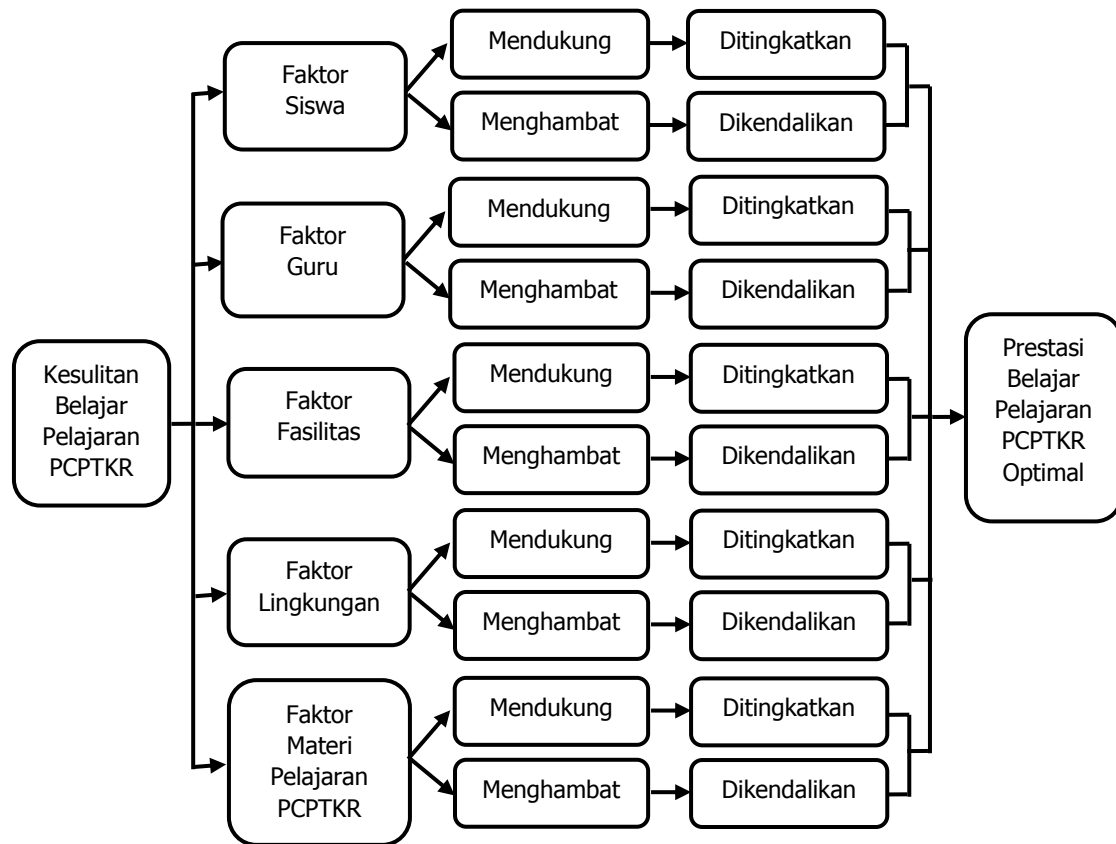 Kesulitan
Belajar
Pelajaran
PCPTKR
Faktor
Siswa
Mendukung
Ditingkatkan
Menghambat
Dikendalikan
Faktor
Guru
Mendukung
Ditingkatkan
Menghambat
Dikendalikan
Faktor
Fasilitas
Mendukung
Ditingkatkan
Menghambat
Dikendalikan
Faktor
Lingkungan
Mendukung
Ditingkatkan
Menghambat
Dikendalikan
Faktor
Materi
Pelajaran
PCPTKR
Mendukung
Ditingkatkan
Menghambat
Dikendalikan
Prestasi
Belajar
Pelajaran
PCPTKR
Optimal